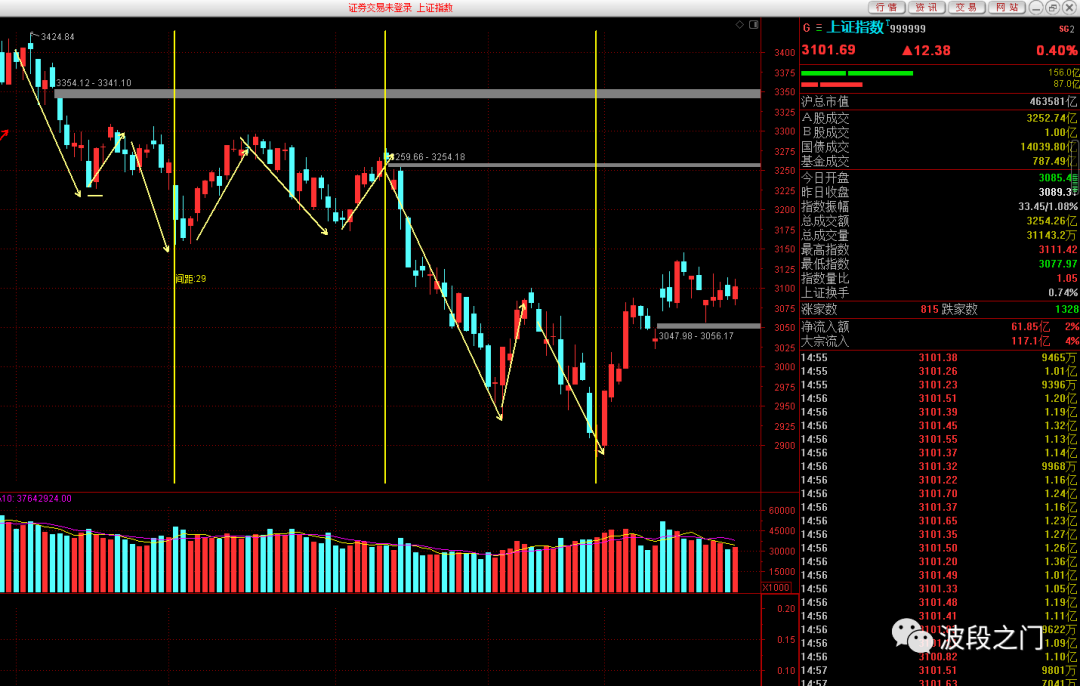 证券交易未登录 上证指数
行情 资讯 交易 网站
3424.84
3354.12 - 3341.10
3259.66 - 3254.18
间距:29
3047.98 - 3056.17
3400
3375
3350
3325
3300
3275
3250
3225
3200
3175
3150
3125
3100
3075
3050
3025
3000
2975
2950
2925
2900
10: 37642924.00
60000
45000
30000
15000
X1000
0.20
0.15
0.10
G 上证指数 T 999999 SG2
3101.69 ▲12.38 0.40%
156.0亿
87.0亿
沪总市值 463581亿
A股成交 3252.74亿
B股成交 1.00亿
国债成交 14039.80亿
基金成交 787.49亿
今日开盘 3085.4
昨日收盘 3089.31
指数振幅 33.45/1.08%
总成交额 3254.26亿
总成交量 31143.2万
最高指数 3111.42
最低指数 3077.97
指数量比 1.05
上证换手 0.74%
涨家数 815 跌家数 1328
净流入额 61.85亿 2%
大宗流入 117.1亿 4%
14:55 3101.38 9465万
14:55 3101.26 1.01亿
14:55 3101.23 9396万
14:56 3101.51 1.20亿
14:56 3101.39 1.19亿
14:56 3101.45 1.32亿
14:56 3101.55 1.13亿
14:56 3101.37 1.14亿
14:56 3101.32 9968万
14:56 3101.22 1.16亿
14:56 3101.70 1.24亿
14:56 3101.37 1.16亿
14:56 3101.65 1.23亿
14:56 3101.35 1.27亿
14:56 3101.50 1.26亿
14:56 3101.20 1.36亿
14:56 3101.49 1.01亿
14:56 3101.33 1.05亿
14:56 3101.48 1.19亿
14:56 3101.41 1.11亿
14:56 9622万
14:56 1.09亿
14:56 3100.82 1.10亿
14:57 3101.51 9801万
14:57 3101.63 7041万
波段之门